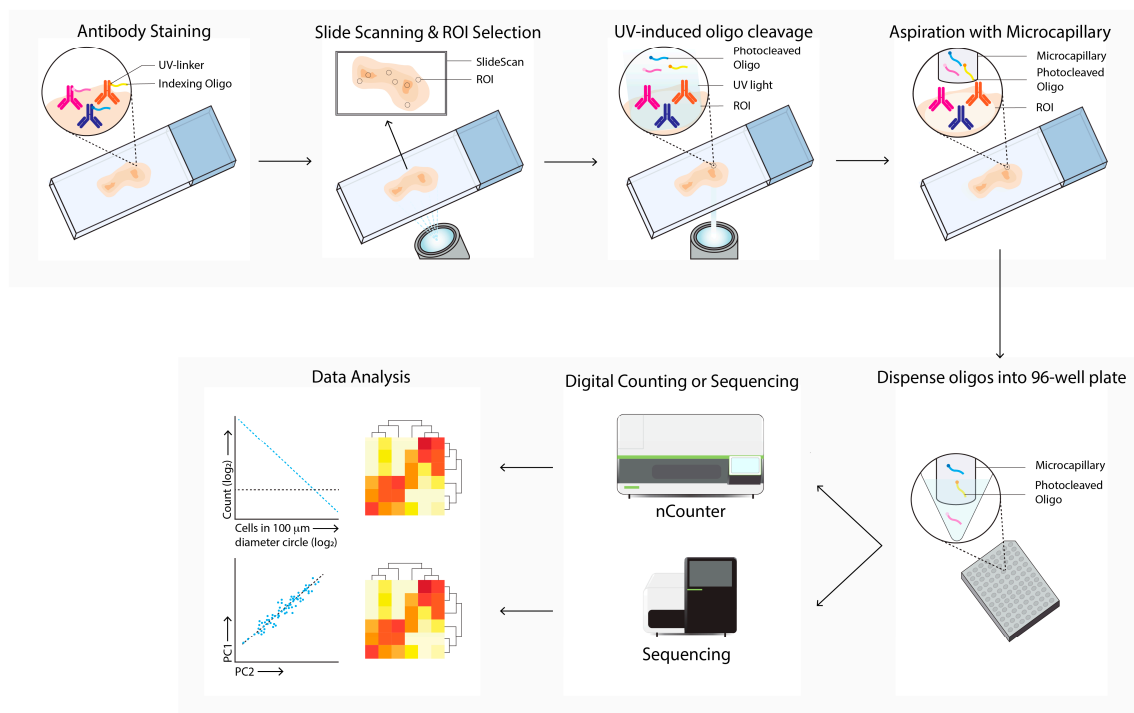 Antibody Staining
UV-linker
Indexing Oligo
Slide Scanning & ROI Selection
SlideScan
ROI
UV-induced oligo cleavage
Photocleaved
Oligo
UV light
ROI
Aspiration with Microcapillary
Microcapillary
Photocleaved
Oligo
ROI
Dispense oligos into 96-well plate
Microcapillary
Photocleaved
Oligo
Digital Counting or Sequencing
nCounter
Sequencing
Data Analysis
Count (log₂)
Cells in 100 μm
diameter circle (log₂)
PC1
PC2